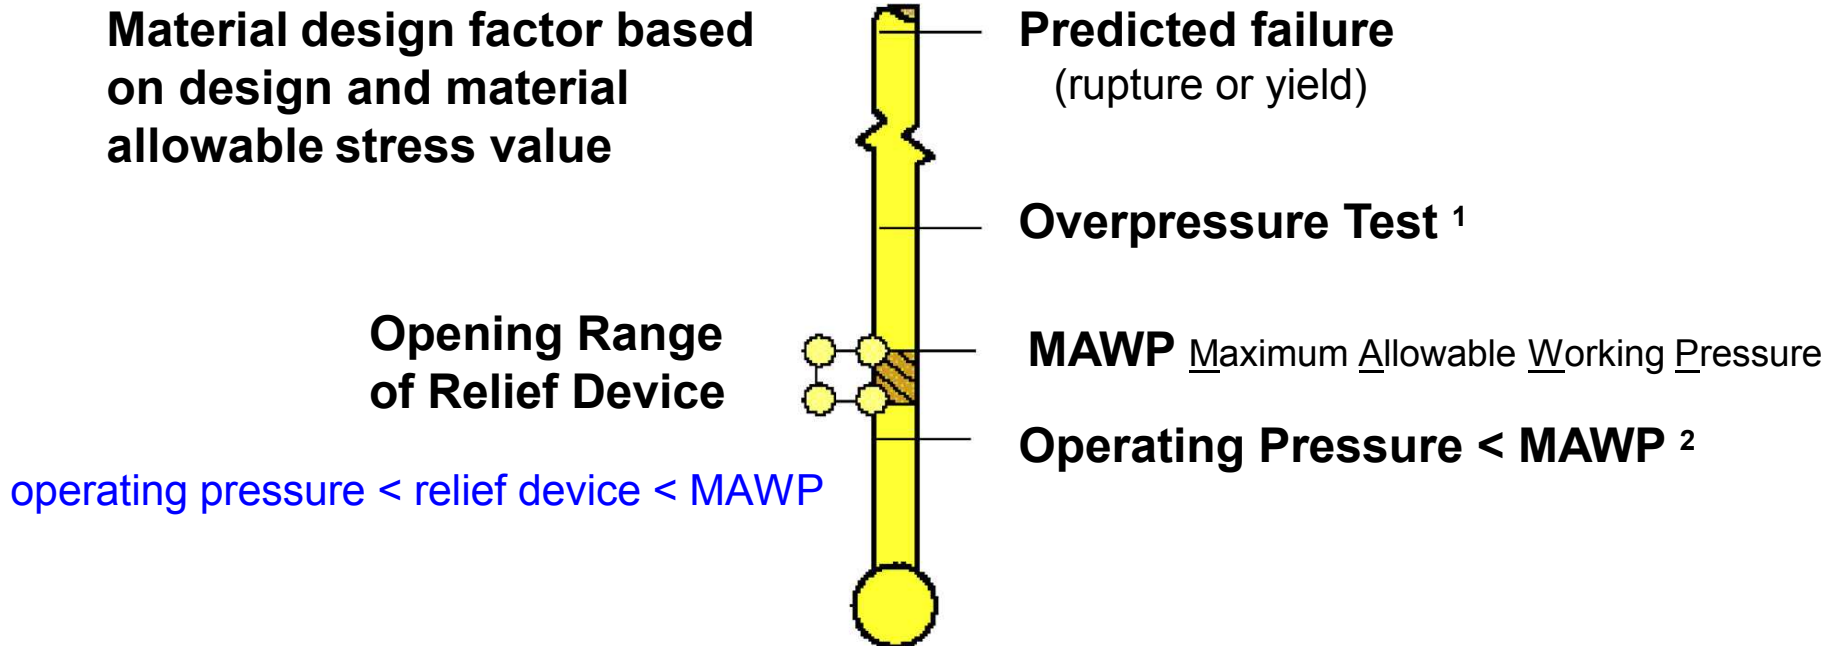 Material design factor based
on design and material
allowable stress value
Predicted failure
(rupture or yield)
Overpressure Test ¹
Opening Range
of Relief Device
MAWP Maximum Allowable Working Pressure
Operating Pressure < MAWP ²
operating pressure < relief device < MAWP